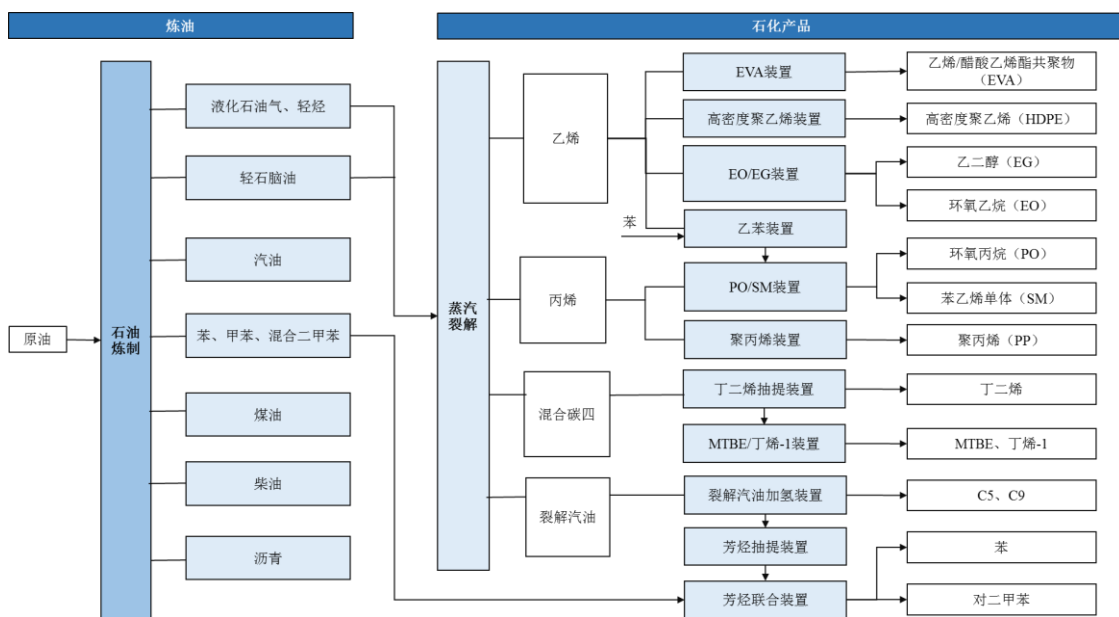 炼油
石化产品
原油
石油
炼制
液化石油气、轻烃
轻石脑油
汽油
苯、甲苯、混合二甲苯
煤油
柴油
沥青
蒸汽
裂解
乙烯
丙烯
混合碳四
裂解汽油
苯
EVA装置
高密度聚乙烯装置
EO/EG装置
乙苯装置
PO/SM装置
聚丙烯装置
丁二烯抽提装置
MTBE/丁烯-1装置
裂解汽油加氢装置
芳烃抽提装置
芳烃联合装置
乙烯/醋酸乙烯酯共聚物
(EVA)
高密度聚乙烯(HDPE)
乙二醇(EG)
环氧乙烷(EO)
环氧丙烷(PO)
苯乙烯单体(SM)
聚丙烯(PP)
丁二烯
MTBE、丁烯-1
C5、C9
苯
对二甲苯